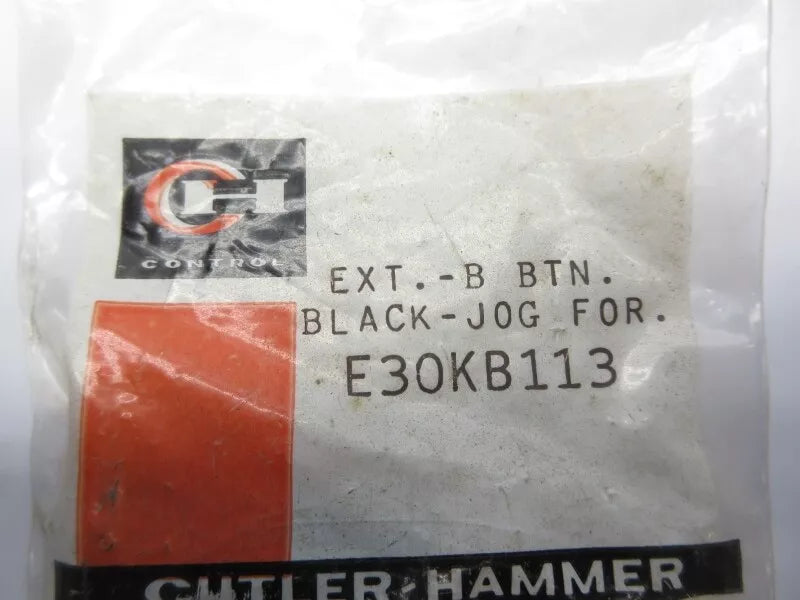 CH
CONTROL
EXT.-B BTN.
BLACK-JOG FOR.
E30KB113
CUTLER-HAMMER